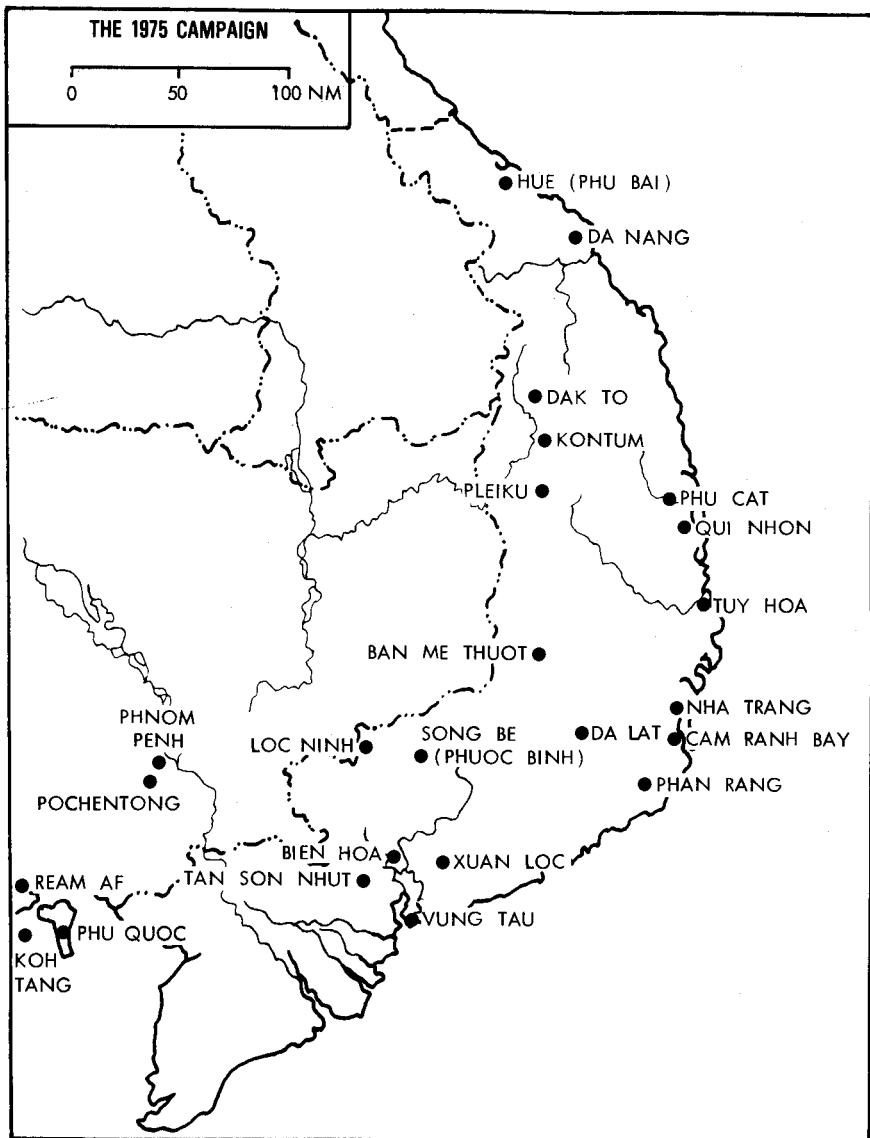 THE 1975 CAMPAIGN
0 50 100 NM
HUE (PHU BAI)
DA NANG
DAK TO
KONTUM
PLEIKU
PHU CAT
QUI NHON
TUY HOA
BAN ME THUOT
NHA TRANG
PHNOM
PENH
LOC NINH
SONG BE
(PHUOC BINH)
DA LAT
CAM RANH BAY
POCHENTONG
PHAN RANG
BIEN HOA
XUAN LOC
REAM AF
TAN SON NHUT
VUNG TAU
PHU QUOC
KOH
TANG